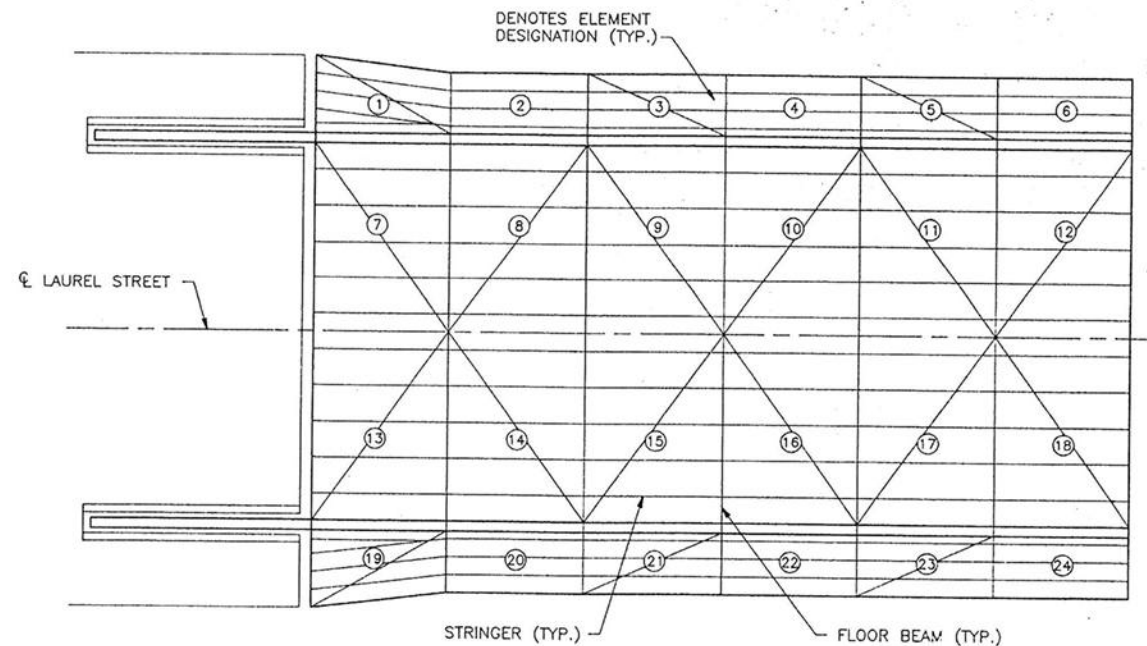 DENOTES ELEMENT
DESIGNATION (TYP.)
1 2 3 4 5 6
7 8 9 10 11 12
℄ LAUREL STREET
13 14 15 16 17 18
19 20 21 22 23 24
STRINGER (TYP.)
FLOOR BEAM (TYP.)